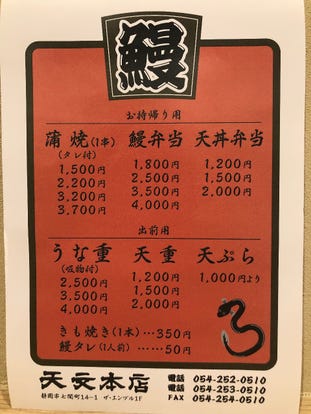 鰻
お持帰り用
蒲焼(1本) 鰻弁当 天丼弁当
(タレ付) 1,800円 1,200円
1,500円 2,500円 1,500円
2,200円 3,500円 2,000円
3,200円 4,000円
3,700円
出前用
うな重 天重 天ぷら
(吸物付) 1,200円 1,000円より
2,500円 1,500円
3,500円 2,000円
4,000円
きも焼き(1本)…350円
鰻タレ(1人前)……50円
う
天文本店
静岡市七間町14-1 ザ・エンブル1F
電話 054-252-0510
電話 054-253-0510
FAX 054-254-0510